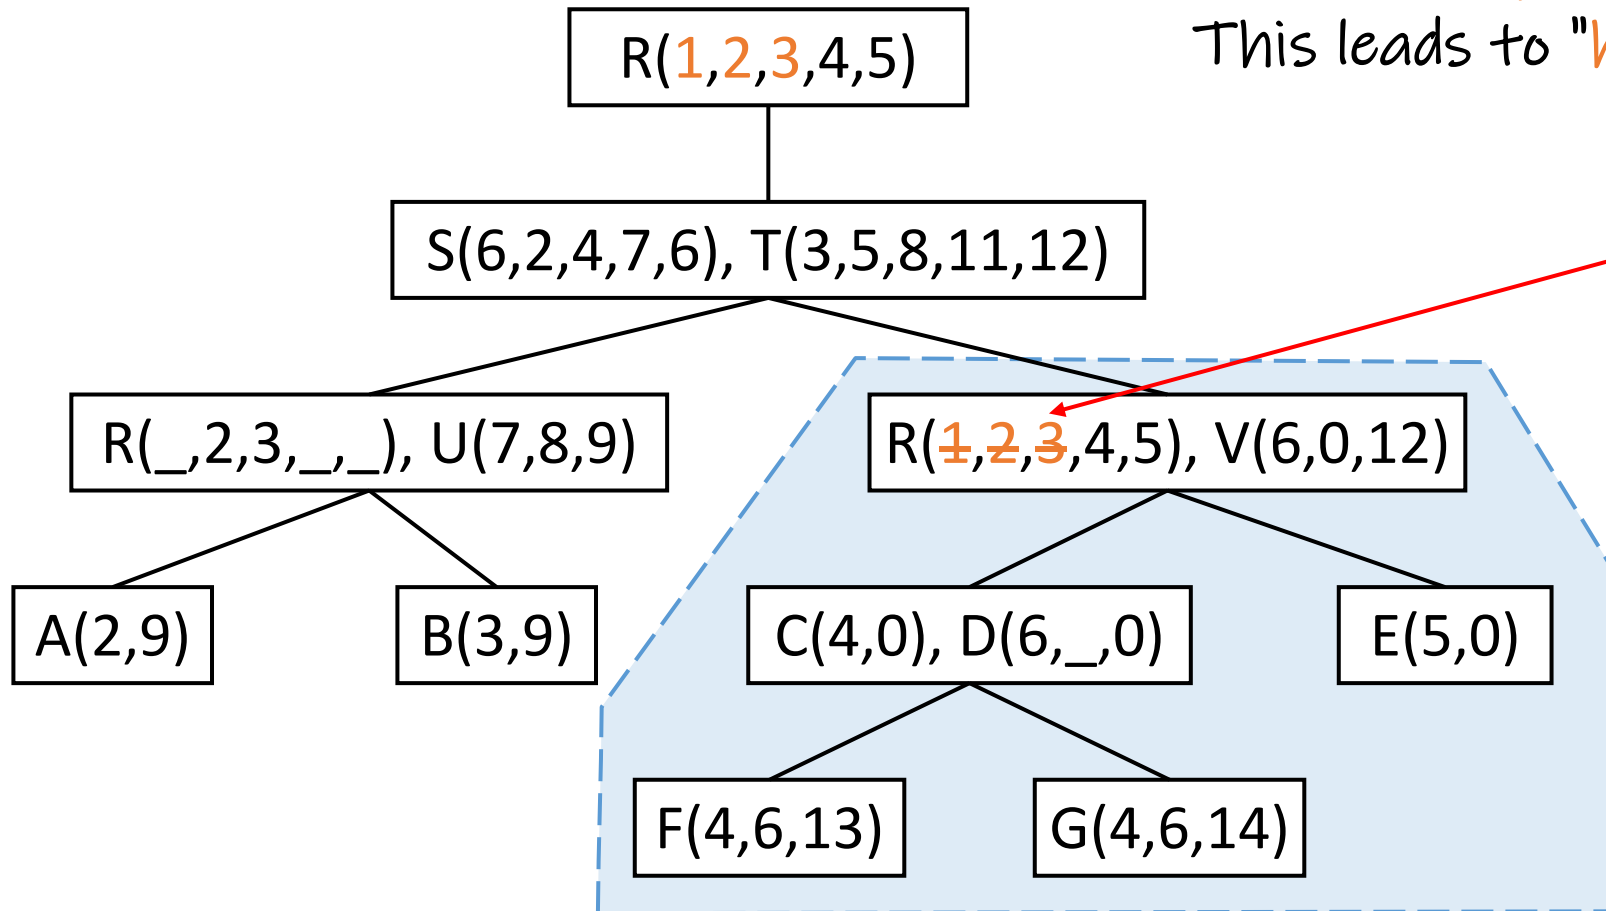 R(1,2,3,4,5)
This leads to "
S(6,2,4,7,6), T(3,5,8,11,12)
R(_,2,3,_,_), U(7,8,9)
R(1,2,3,4,5), V(6,0,12)
A(2,9)
B(3,9)
C(4,0), D(6,_,0)
E(5,0)
F(4,6,13)
G(4,6,14)